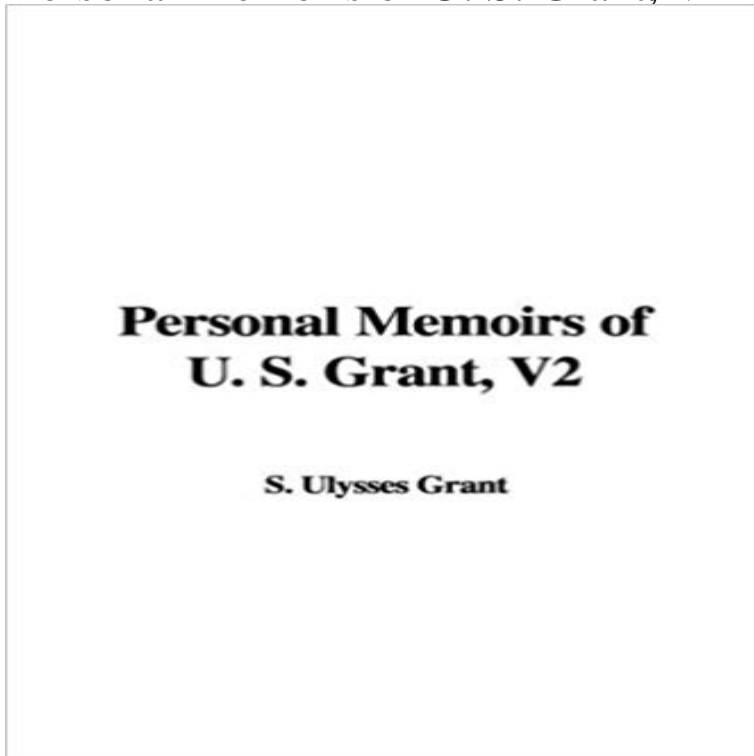 Personal Memoirs of
U. S. Grant, V2
S. Ulysses Grant